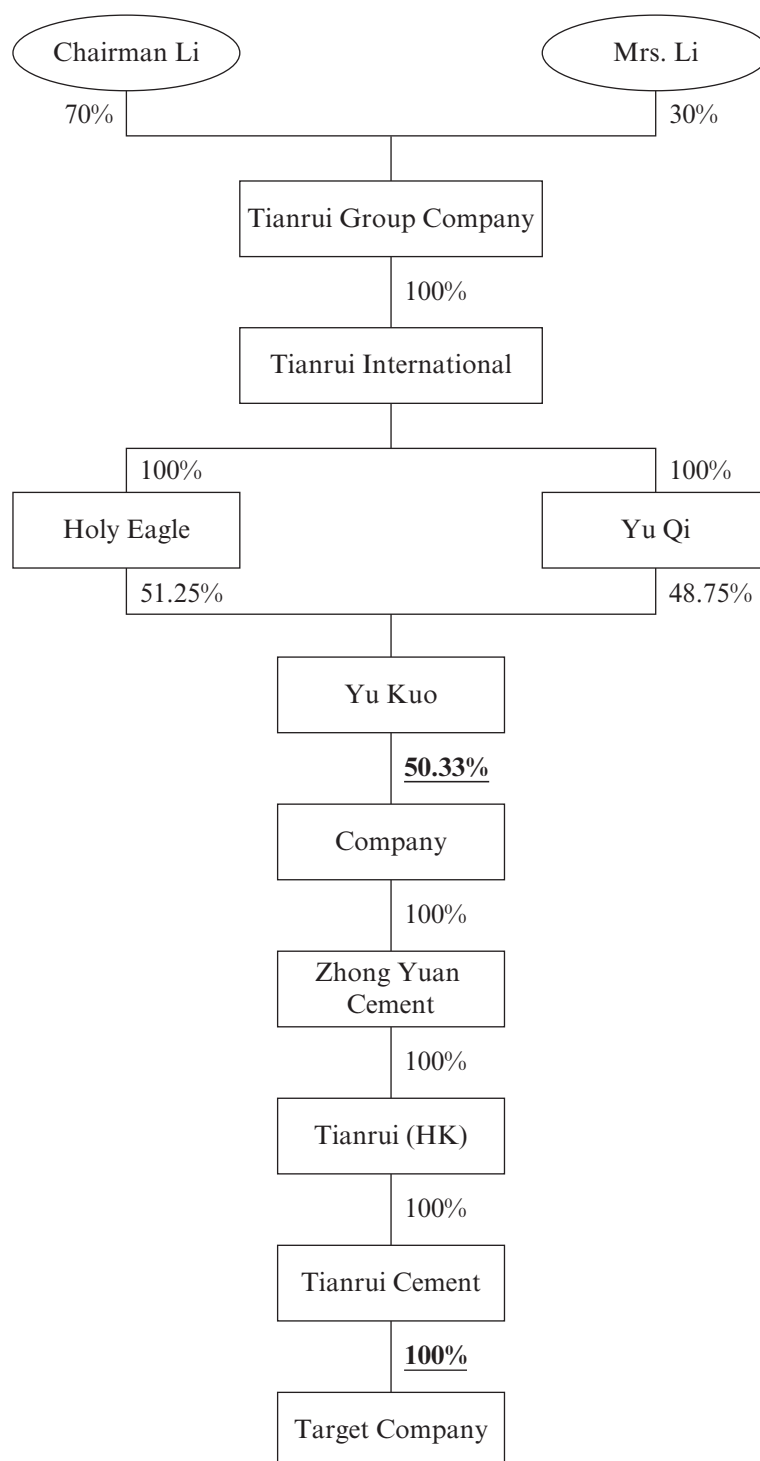 Chairman Li
Mrs. Li
70%
30%
Tianrui Group Company
100%
Tianrui International
100%
100%
Holy Eagle
Yu Qi
51.25%
48.75%
Yu Kuo
50.33%
Company
100%
Zhong Yuan
Cement
100%
Tianrui (HK)
100%
Tianrui Cement
100%
Target Company